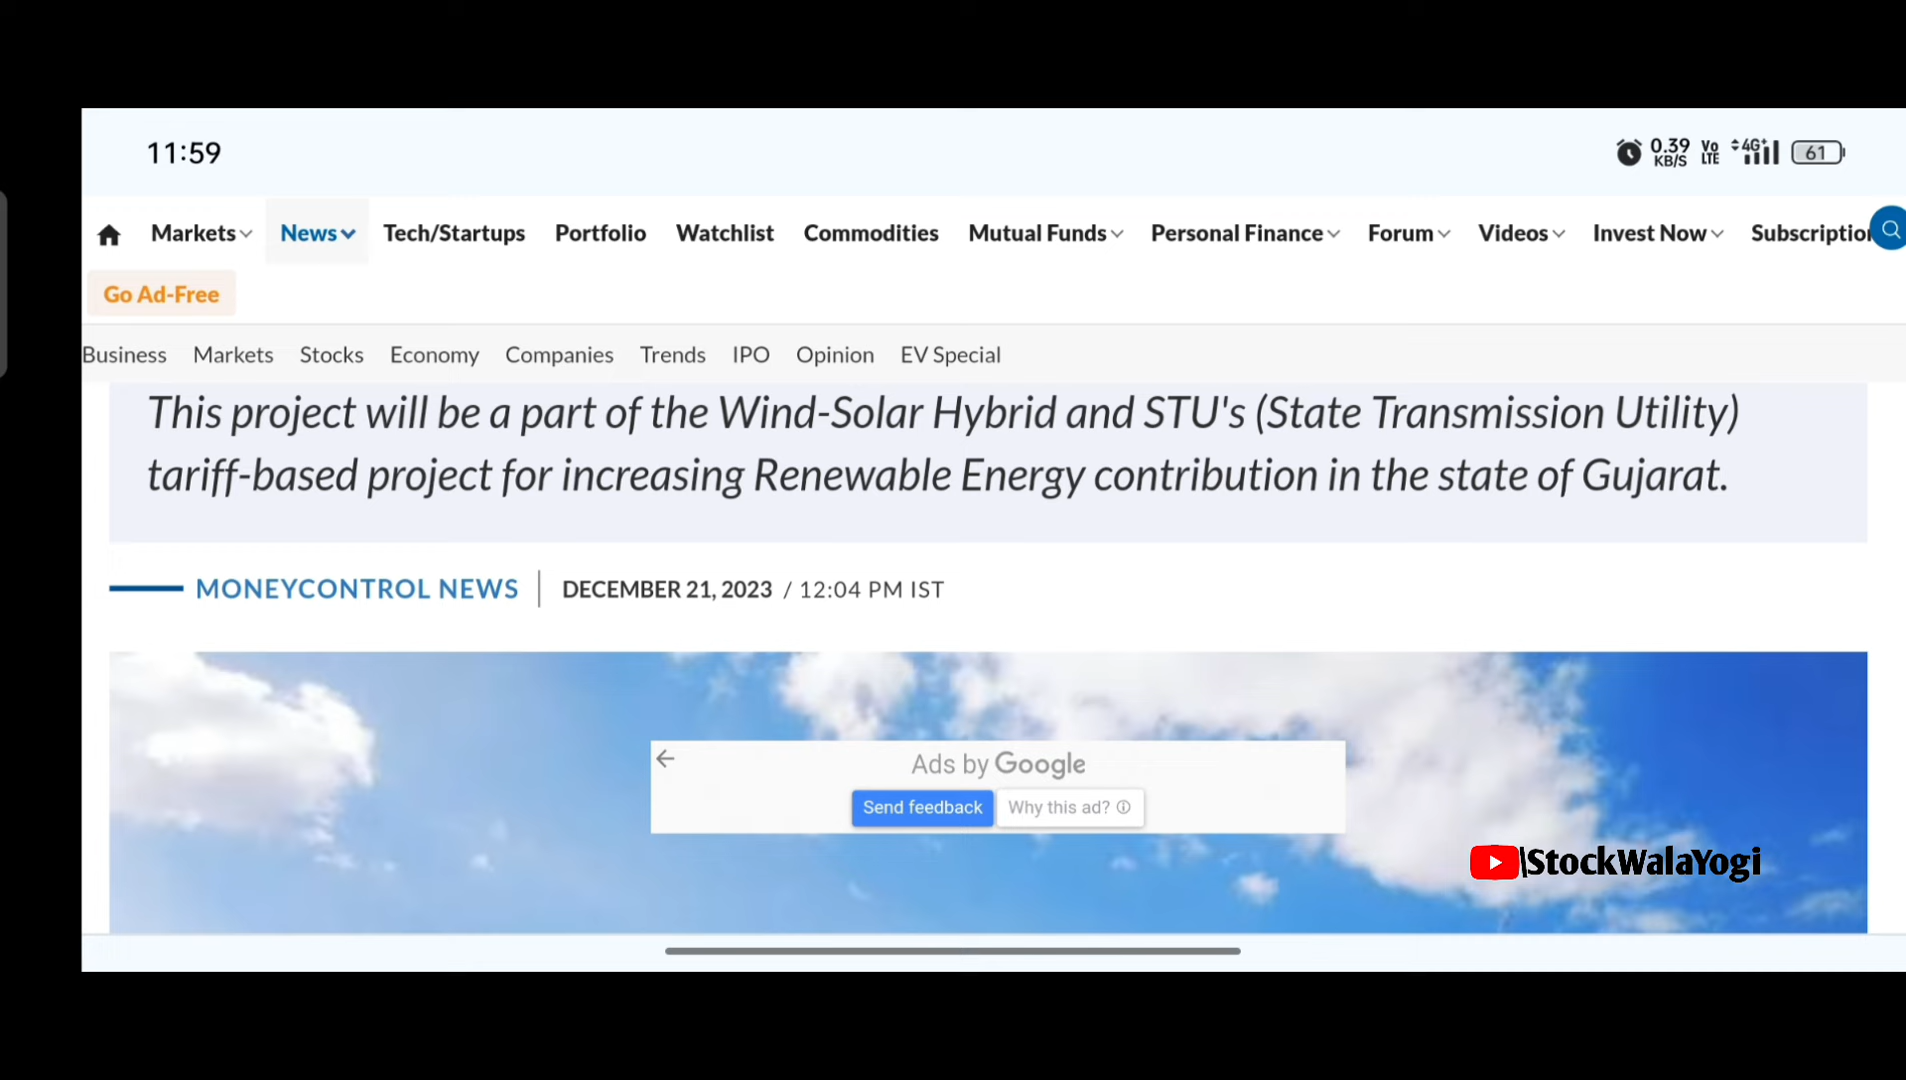 11:59
0.39 KB/S Vo LTE 4G+ 61
Markets News Tech/Startups Portfolio Watchlist Commodities Mutual Funds Personal Finance Forum Videos Invest Now Subscription
Go Ad-Free
Business Markets Stocks Economy Companies Trends IPO Opinion EV Special
This project will be a part of the Wind-Solar Hybrid and STU's (State Transmission Utility)
tariff-based project for increasing Renewable Energy contribution in the state of Gujarat.
MONEYCONTROL NEWS DECEMBER 21, 2023 / 12:04 PM IST
Ads by Google
Send feedback Why this ad?
\StockWalaYogi